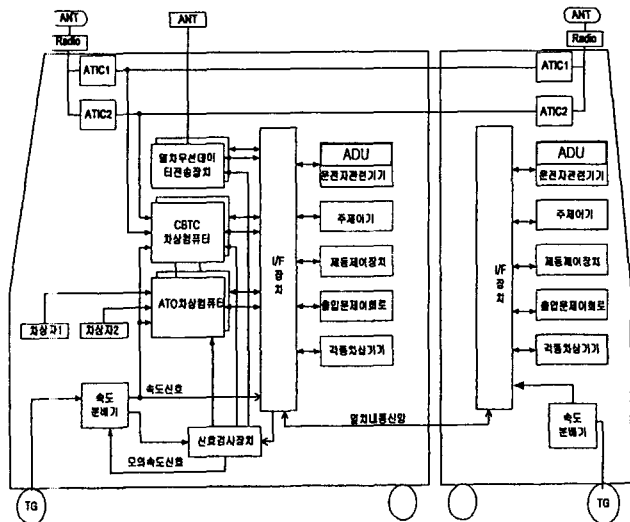 ANT
ANT
ANT
Radio
Radio
ATIC1
ATIC1
ATIC2
ATIC2
열차무선데이
터전송장치
CBTC
차상컴퓨터
ATO차상컴퓨터
차상자1
차상자2
I/F
장
치
ADU
운전자관련기기
주제어기
제동제어장치
출입문제어회로
각종차상기기
I/F
장
치
ADU
운전자관련기기
주제어기
제동제어장치
출입문제어회로
각종차상기기
속도
분배기
속도신호
신호검사장치
모의속도신호
열차내통신망
속도
분배기
TG
TG